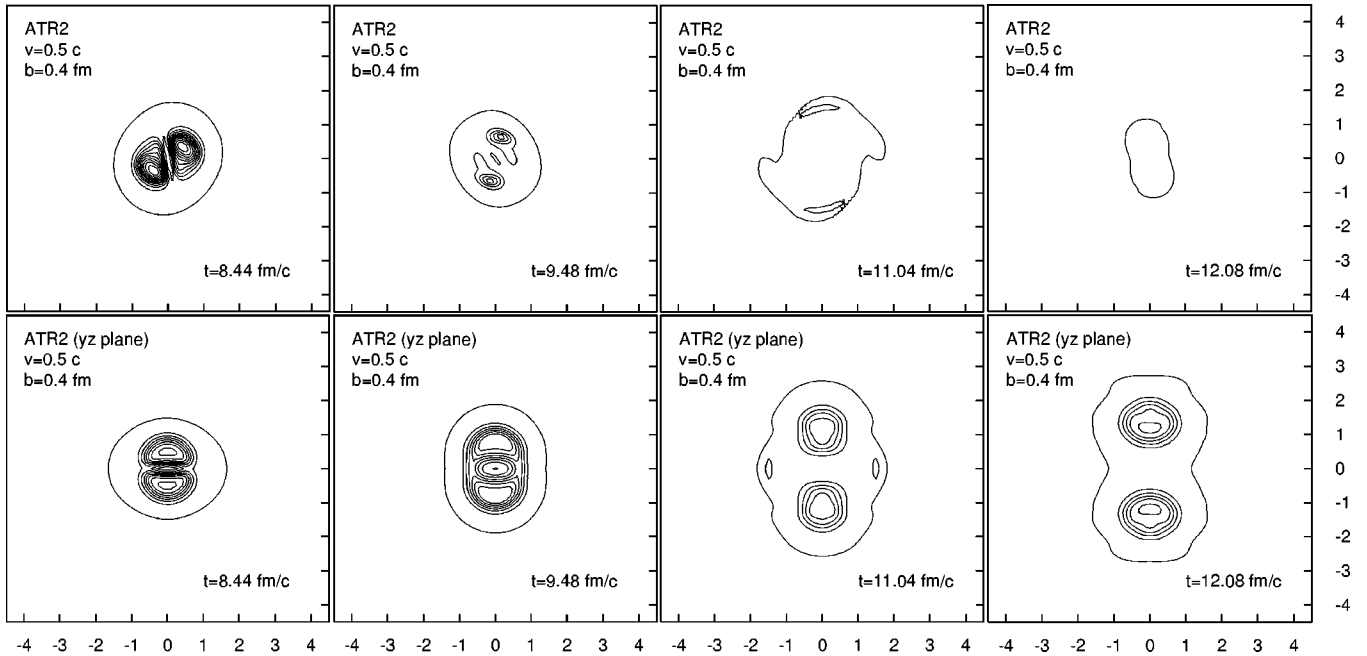 ATR2
v=0.5 c
b=0.4 fm
t=8.44 fm/c
ATR2
v=0.5 c
b=0.4 fm
t=9.48 fm/c
ATR2
v=0.5 c
b=0.4 fm
t=11.04 fm/c
ATR2
v=0.5 c
b=0.4 fm
t=12.08 fm/c
4
3
2
1
0
-1
-2
-3
-4
ATR2 (yz plane)
v=0.5 c
b=0.4 fm
t=8.44 fm/c
ATR2 (yz plane)
v=0.5 c
b=0.4 fm
t=9.48 fm/c
ATR2 (yz plane)
v=0.5 c
b=0.4 fm
t=11.04 fm/c
ATR2 (yz plane)
v=0.5 c
b=0.4 fm
t=12.08 fm/c
4
3
2
1
0
-1
-2
-3
-4
-4 -3 -2 -1 0 1 2 3 4
-4 -3 -2 -1 0 1 2 3 4
-4 -3 -2 -1 0 1 2 3 4
-4 -3 -2 -1 0 1 2 3 4